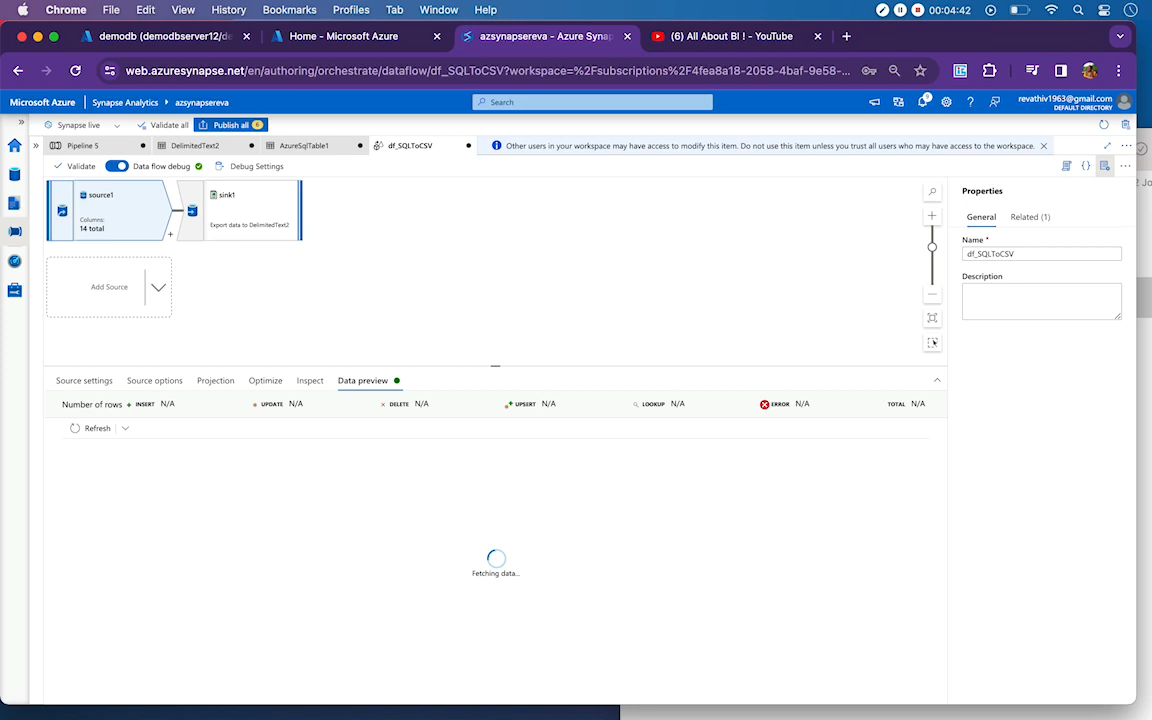 Chrome File Edit View History Bookmarks Profiles Tab Window Help 00:04:42
demodb (demodbserver12/de Home - Microsoft Azure azsynapsereva - Azure Synap (6) All About BI ! - YouTube
web.azuresynapse.net/en/authoring/orchestrate/dataflow/df_SQLToCSV?workspace=%2Fsubscriptions%2F4fea8a18-2058-4baf-9e58-...
Microsoft Azure Synapse Analytics azsynapsereva Search 9 revathiv1963@gmail.com
DEFAULT DIRECTORY
Synapse live Validate all Publish all 6
Pipeline 5 DelimitedText2 AzureSqlTable1 df_SQLToCSV Other users in your workspace may have access to modify this item. Do not use this item unless you trust all users who may have access to the workspace.
Validate Data flow debug Debug Settings
2 Ja
source1
Columns:
14 total
sink1
Export data to DelimitedText2
Add Source
Properties
General Related (1)
Name *
df_SQLToCSV
Description
Source settings Source options Projection Optimize Inspect Data preview
Number of rows INSERT N/A UPDATE N/A DELETE N/A UPSERT N/A LOOKUP N/A ERROR N/A TOTAL N/A
Refresh
Fetching data...